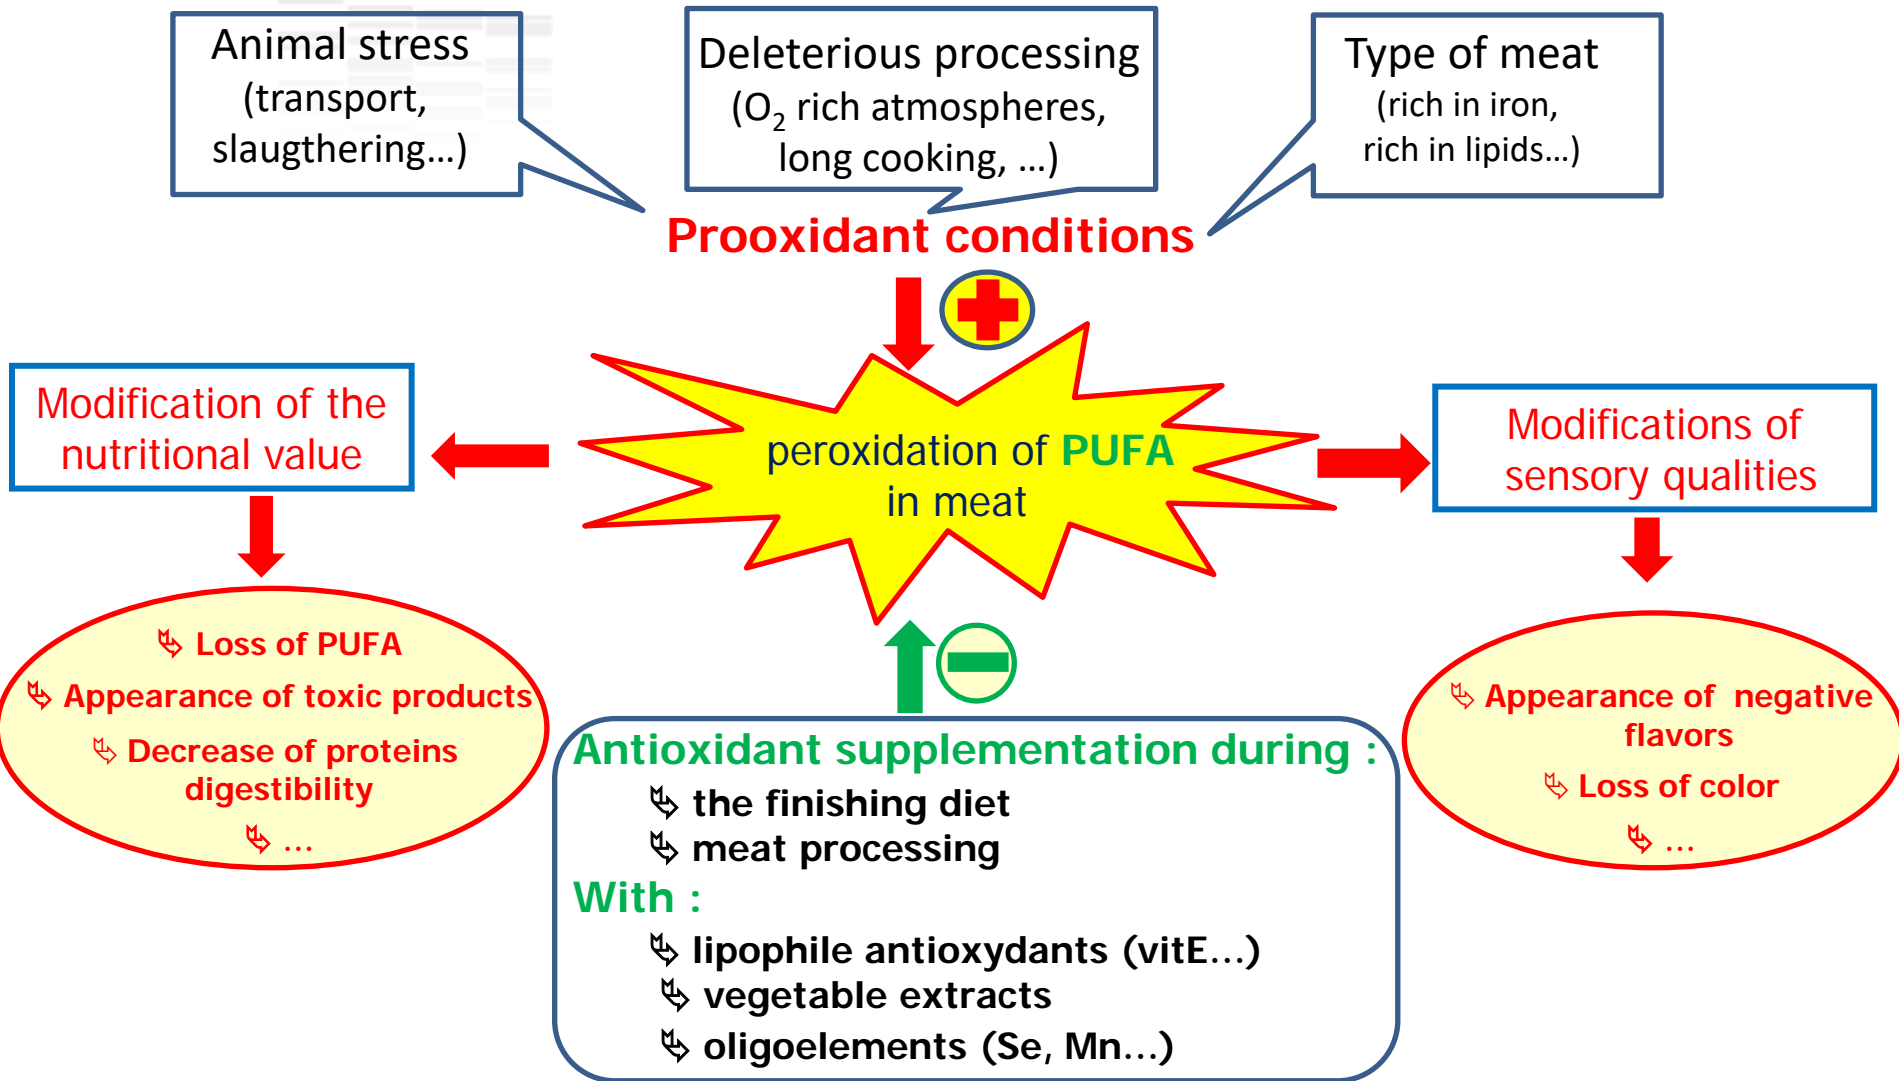 Animal stress
(transport,
slaugthering...)
Deleterious processing
(O2 rich atmospheres,
long cooking, ...)
Type of meat
(rich in iron,
rich in lipids...)
Prooxidant conditions
Modification of the
nutritional value
peroxidation of PUFA
in meat
Modifications of
sensory qualities
Loss of PUFA
Appearance of toxic products
Decrease of proteins
digestibility
...
Appearance of negative
flavors
Loss of color
...
Antioxidant supplementation during :
the finishing diet
meat processing
With :
lipophile antioxydants (vitE...)
vegetable extracts
oligoelements (Se, Mn...)